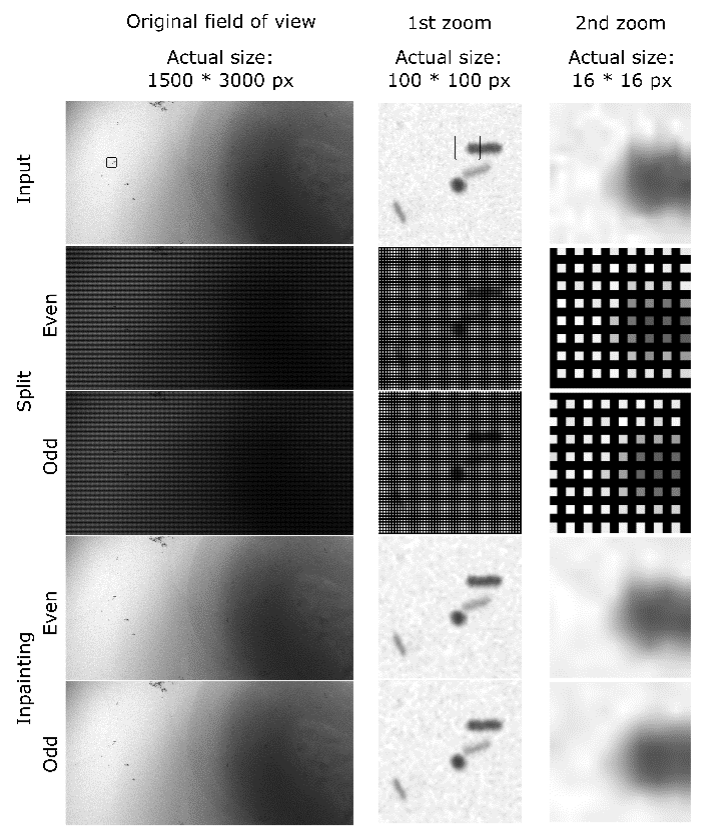 Original field of view
1st zoom
2nd zoom
Actual size:
1500 * 3000 px
Actual size:
100 * 100 px
Actual size:
16 * 16 px
Input
Split
Even
Odd
Inpainting
Even
Odd